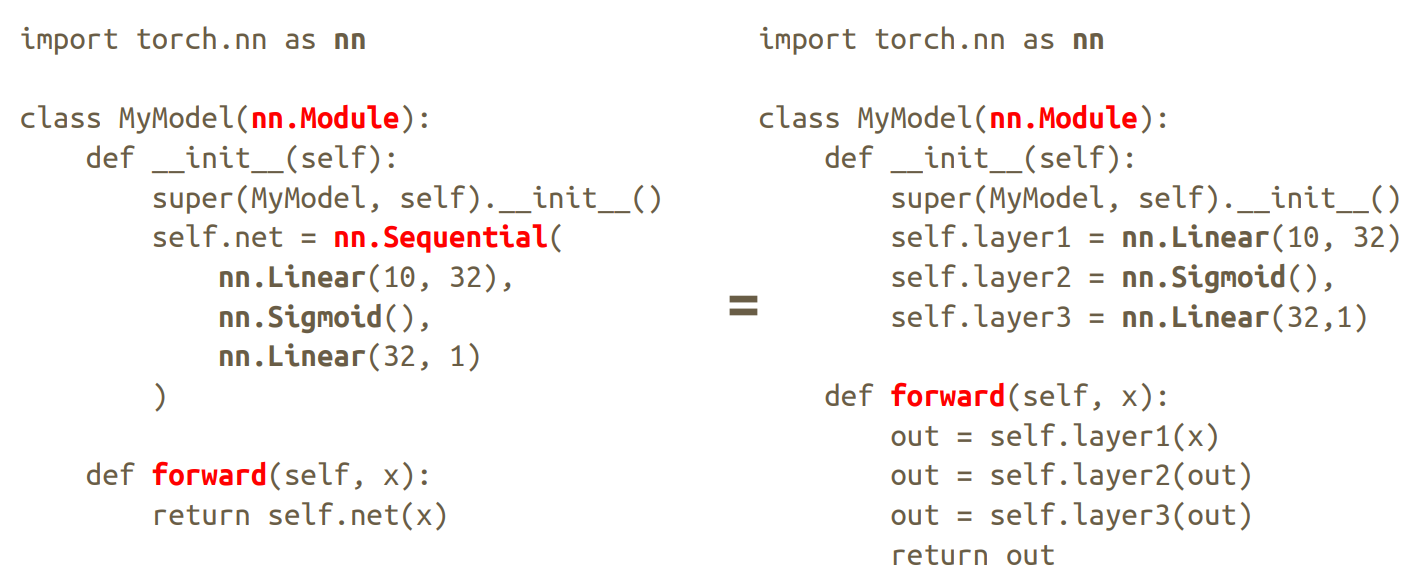 import torch.nn as nn

class MyModel(nn.Module):
    def __init__(self):
        super(MyModel, self).__init__()
        self.net = nn.Sequential(
            nn.Linear(10, 32),
            nn.Sigmoid(),
            nn.Linear(32, 1)
        )

    def forward(self, x):
        return self.net(x)

=

import torch.nn as nn

class MyModel(nn.Module):
    def __init__(self):
        super(MyModel, self).__init__()
        self.layer1 = nn.Linear(10, 32)
        self.layer2 = nn.Sigmoid(),
        self.layer3 = nn.Linear(32,1)

    def forward(self, x):
        out = self.layer1(x)
        out = self.layer2(out)
        out = self.layer3(out)
        return out